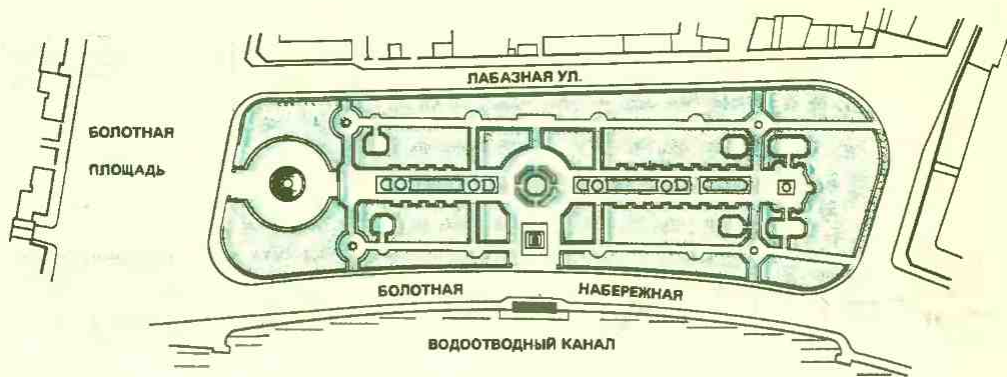 ЛАБАЗНАЯ УЛ.
БОЛОТНАЯ
ПЛОЩАДЬ
БОЛОТНАЯ НАБЕРЕЖНАЯ
ВОДООТВОДНЫЙ КАНАЛ